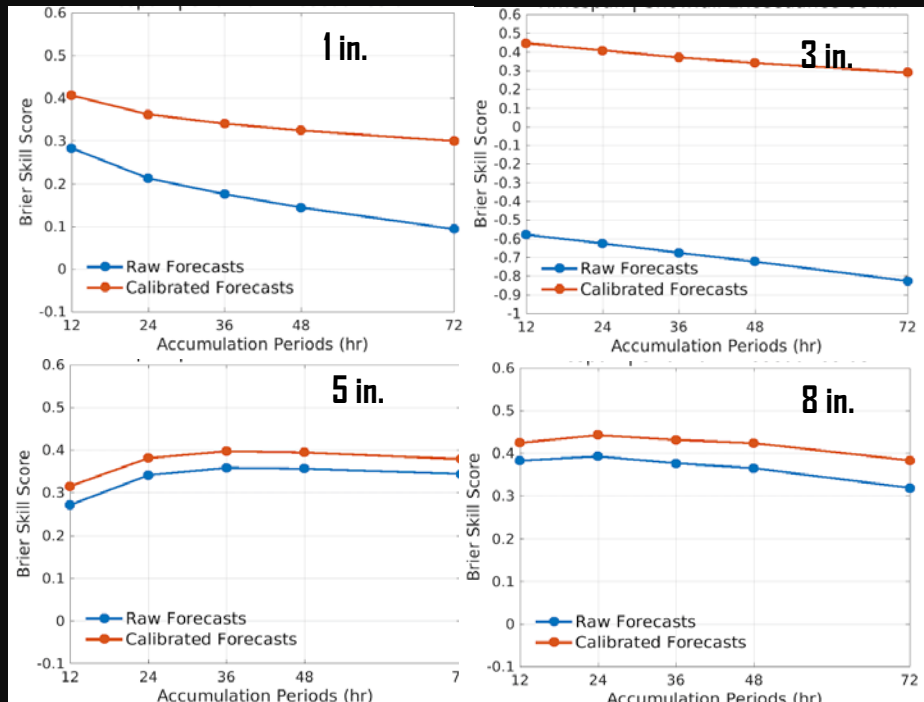 1 in.
0.6
0.5
0.4
0.3
0.2
0.1
0
-0.1
Brier Skill Score
Raw Forecasts
Calibrated Forecasts
12 24 36 48 72
Accumulation Periods (hr)
3 in.
0.6
0.5
0.4
0.3
0.2
0.1
0
-0.1
-0.2
-0.3
-0.4
-0.5
-0.6
-0.7
-0.8
-0.9
-1
Brier Skill Score
Raw Forecasts
Calibrated Forecasts
12 24 36 48 72
Accumulation Periods (hr)
5 in.
0.6
0.5
0.4
0.3
0.2
0.1
0
-0.1
Brier Skill Score
Raw Forecasts
Calibrated Forecasts
12 24 36 48 7
Accumulation Periods (hr)
8 in.
0.6
0.5
0.4
0.3
0.2
0.1
0
-0.1
Brier Skill Score
Raw Forecasts
Calibrated Forecasts
12 24 36 48 72
Accumulation Periods (hr)